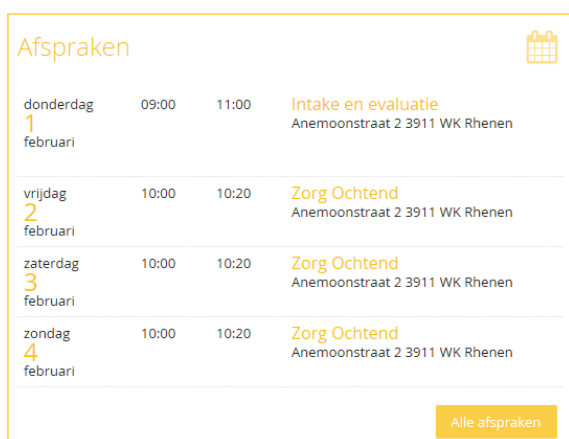 Afspraken
donderdag 09:00 11:00 Intake en evaluatie
1 Anemoonstraat 2 3911 WK Rhenen
februari
vrijdag 10:00 10:20 Zorg Ochtend
2 Anemoonstraat 2 3911 WK Rhenen
februari
zaterdag 10:00 10:20 Zorg Ochtend
3 Anemoonstraat 2 3911 WK Rhenen
februari
zondag 10:00 10:20 Zorg Ochtend
4 Anemoonstraat 2 3911 WK Rhenen
februari
Alle afspraken